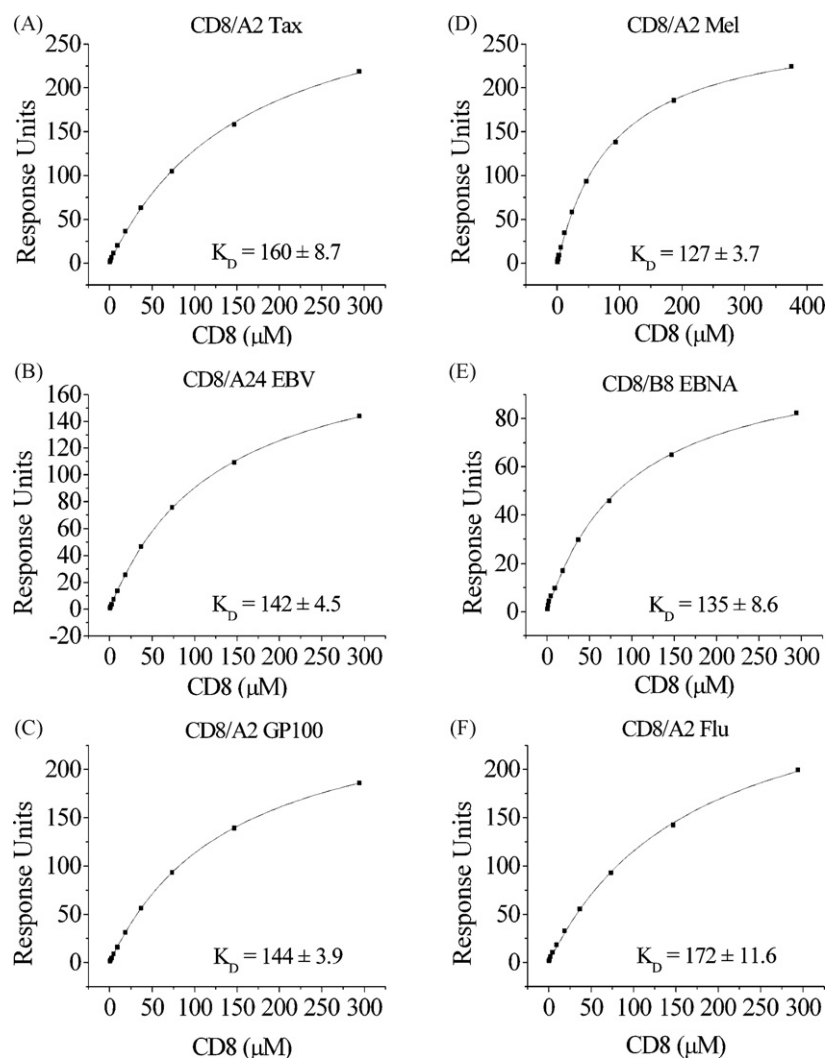 (A)
CD8/A2 Tax
250
200
150
100
50
0
Response Units
K_D = 160 ± 8.7
0 50 100 150 200 250 300
CD8 (μM)
(B)
CD8/A24 EBV
160
140
120
100
80
60
40
20
0
-20
Response Units
K_D = 142 ± 4.5
0 50 100 150 200 250 300
CD8 (μM)
(C)
CD8/A2 GP100
200
150
100
50
0
Response Units
K_D = 144 ± 3.9
0 50 100 150 200 250 300
CD8 (μM)
(D)
CD8/A2 Mel
250
200
150
100
50
0
Response Units
K_D = 127 ± 3.7
0 100 200 300 400
CD8 (μM)
(E)
CD8/B8 EBNA
80
60
40
20
0
Response Units
K_D = 135 ± 8.6
0 50 100 150 200 250 300
CD8 (μM)
(F)
CD8/A2 Flu
200
150
100
50
0
Response Units
K_D = 172 ± 11.6
0 50 100 150 200 250 300
CD8 (μM)